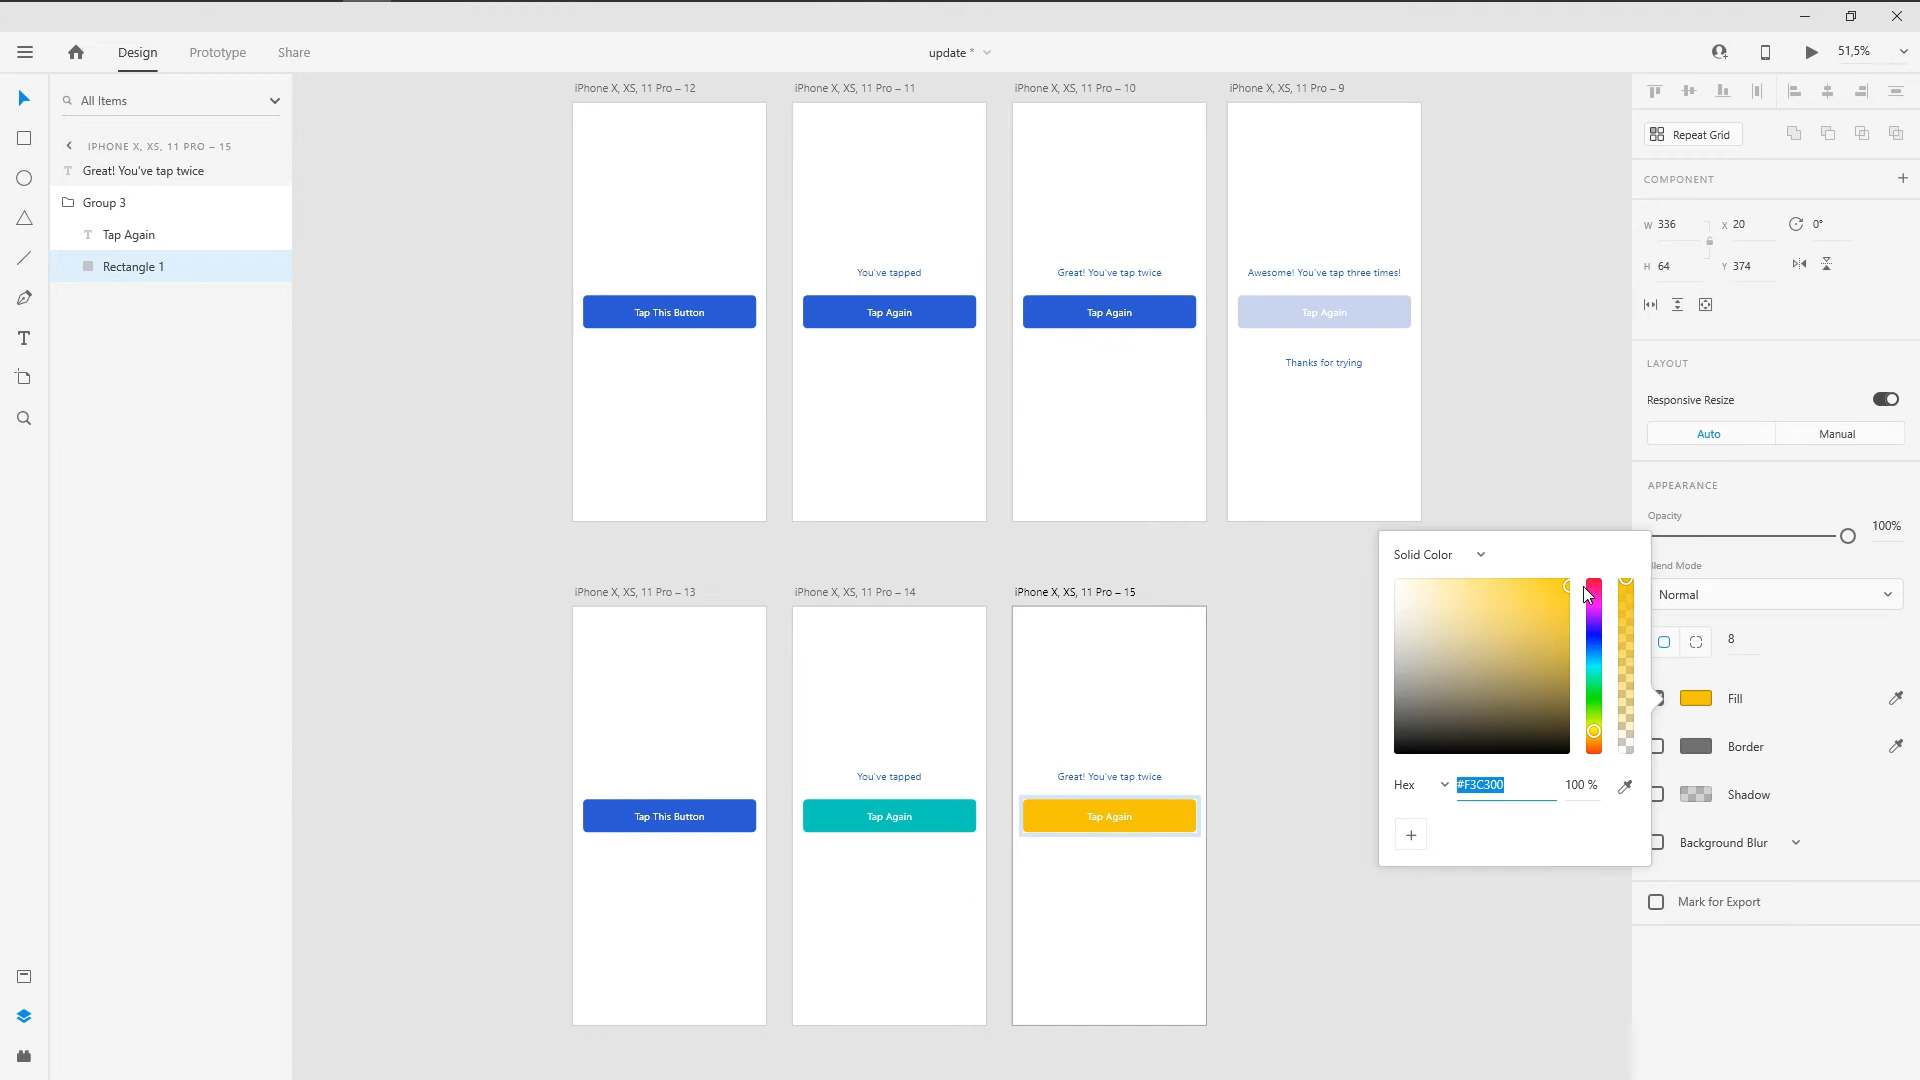 Design
Prototype
Share
update *
51,5%
All Items
IPHONE X, XS, 11 PRO – 15
T Great! You've tap twice
Group 3
T Tap Again
Rectangle 1
T
iPhone X, XS, 11 Pro – 12
iPhone X, XS, 11 Pro – 11
iPhone X, XS, 11 Pro – 10
iPhone X, XS, 11 Pro – 9
You've tapped
Great! You've tap twice
Awesome! You've tap three times!
Tap This Button
Tap Again
Tap Again
Tap Again
Thanks for trying
iPhone X, XS, 11 Pro – 13
iPhone X, XS, 11 Pro – 14
iPhone X, XS, 11 Pro – 15
You've tapped
Great! You've tap twice
Tap This Button
Tap Again
Tap Again
Solid Color
Hex #F3C300 100 %
+
Repeat Grid
COMPONENT +
W 336 X 20 0°
H 64 Y 374
LAYOUT
Responsive Resize
Auto Manual
APPEARANCE
Opacity
100%
Blend Mode
Normal
8
Fill
Border
Shadow
Background Blur
Mark for Export